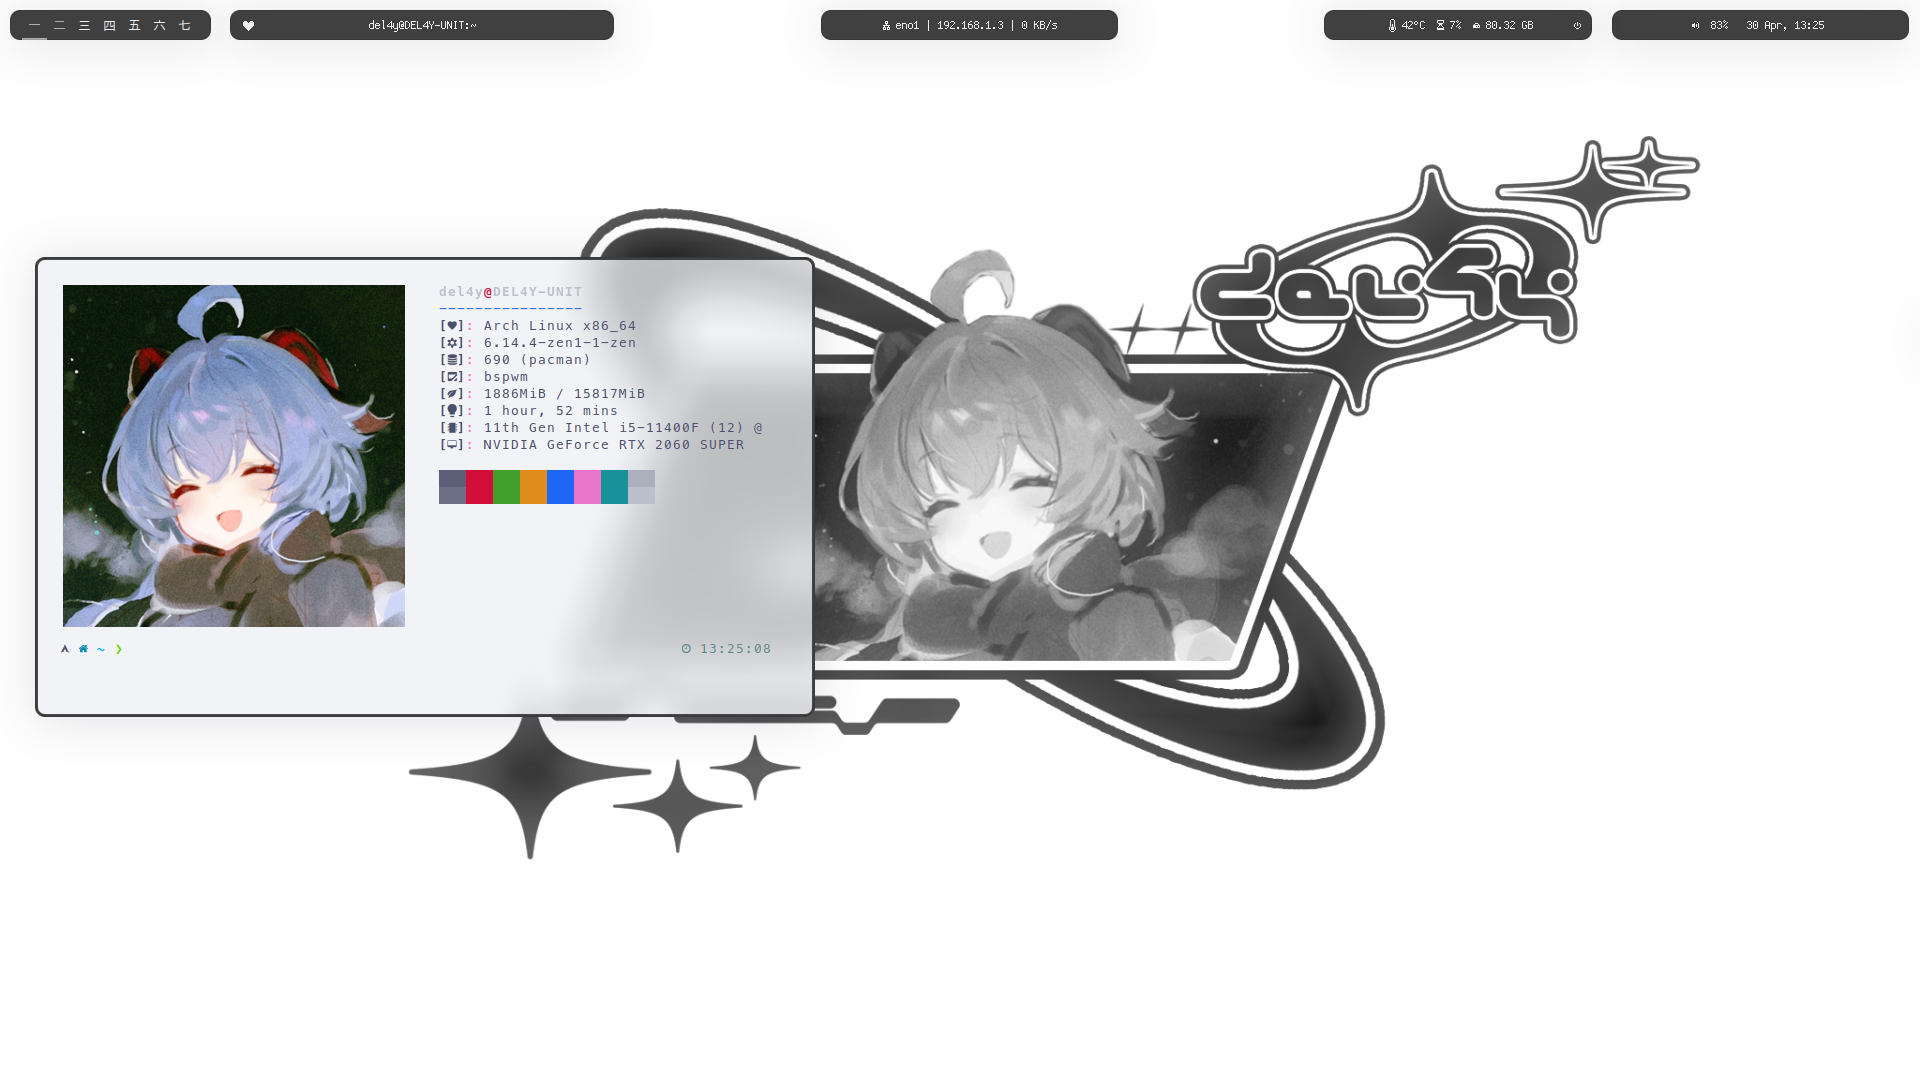 一 二 三 四 五 六 七
del4y@DEL4Y-UNIT:~
eno1 | 192.168.1.3 | 0 KB/s
42°C 7% 80.32 GB
83% 30 Apr, 13:25
del4y@DEL4Y-UNIT
----------------
[]: Arch Linux x86_64
[]: 6.14.4-zen1-1-zen
[]: 690 (pacman)
[]: bspwm
[]: 1886MiB / 15817MiB
[]: 1 hour, 52 mins
[]: 11th Gen Intel i5-11400F (12) @
[]: NVIDIA GeForce RTX 2060 SUPER
~ ❯ 13:25:08